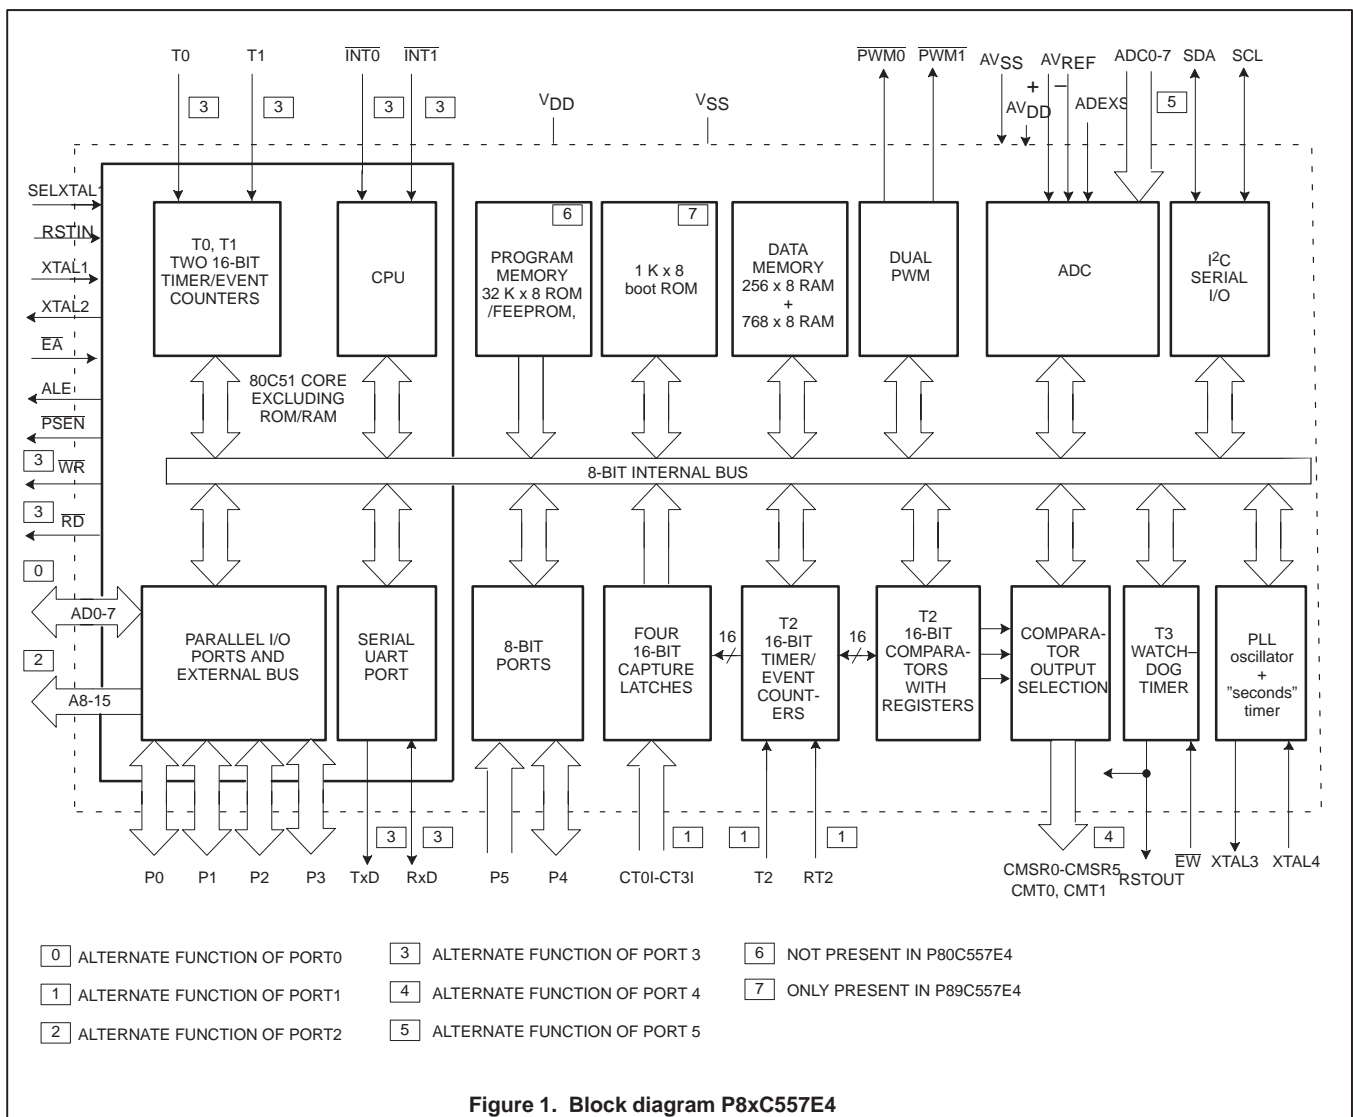 T0 T1 INT0 INT1 PWM0 PWM1 AVSS AVREF ADC0-7 SDA SCL
+ −
3 3 3 3 VDD VSS AVDD ADEXS 5
SELXTAL1
RSTIN
XTAL1
XTAL2
EA
ALE
PSEN
3 WR
3 RD
0
AD0-7
2
A8-15
T0, T1
TWO 16-BIT
TIMER/EVENT
COUNTERS
CPU
80C51 CORE
EXCLUDING
ROM/RAM
6
PROGRAM
MEMORY
32 K x 8 ROM
/FEEPROM,
7
1 K x 8
boot ROM
DATA
MEMORY
256 x 8 RAM
+
768 x 8 RAM
DUAL
PWM
ADC
I2C
SERIAL
I/O
8-BIT INTERNAL BUS
PARALLEL I/O
PORTS AND
EXTERNAL BUS
SERIAL
UART
PORT
8-BIT
PORTS
FOUR
16-BIT
CAPTURE
LATCHES
16
T2
16-BIT
TIMER/
EVENT
COUNT-
ERS
16
T2
16-BIT
COMPARA-
TORS
WITH
REGISTERS
COMPARA-
TOR
OUTPUT
SELECTION
T3
WATCH–
DOG
TIMER
PLL
oscillator
+
”seconds”
timer
3 3 1 1 1 4
P0 P1 P2 P3 TxD RxD P5 P4 CT0I-CT3I T2 RT2
CMSR0-CMSR5
CMT0, CMT1
RSTOUT EW XTAL3 XTAL4
0 ALTERNATE FUNCTION OF PORT0
1 ALTERNATE FUNCTION OF PORT1
2 ALTERNATE FUNCTION OF PORT2
3 ALTERNATE FUNCTION OF PORT 3
4 ALTERNATE FUNCTION OF PORT 4
5 ALTERNATE FUNCTION OF PORT 5
6 NOT PRESENT IN P80C557E4
7 ONLY PRESENT IN P89C557E4
Figure 1. Block diagram P8xC557E4